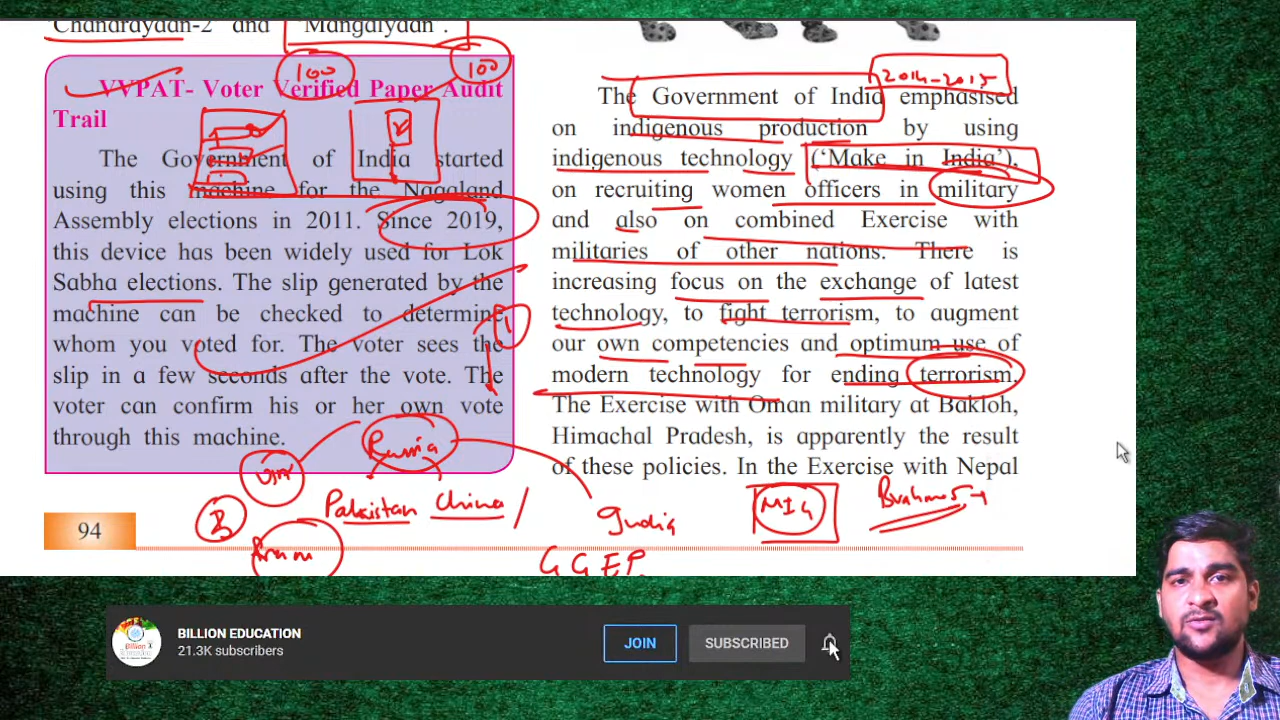 Chandrayaan-2 and 'Mangalyaan'.
100
100
VVPAT- Voter Verified Paper Audit
Trail
The Government of India started
using this machine for the Nagaland
Assembly elections in 2011. Since 2019,
this device has been widely used for Lok
Sabha elections. The slip generated by the
machine can be checked to determine
whom you voted for. The voter sees the
slip in a few seconds after the vote. The
voter can confirm his or her own vote
through this machine.
1
Russia
Pakistan China /
B
94
2014-2015
The Government of India emphasised
on indigenous production by using
indigenous technology ('Make in India'),
on recruiting women officers in military
and also on combined Exercise with
militaries of other nations. There is
increasing focus on the exchange of latest
technology, to fight terrorism, to augment
our own competencies and optimum use of
modern technology for ending terrorism.
The Exercise with Oman military at Bakloh,
Himachal Pradesh, is apparently the result
of these policies. In the Exercise with Nepal
India
MIG
Brahmos
BILLION EDUCATION
21.3K subscribers
JOIN
SUBSCRIBED